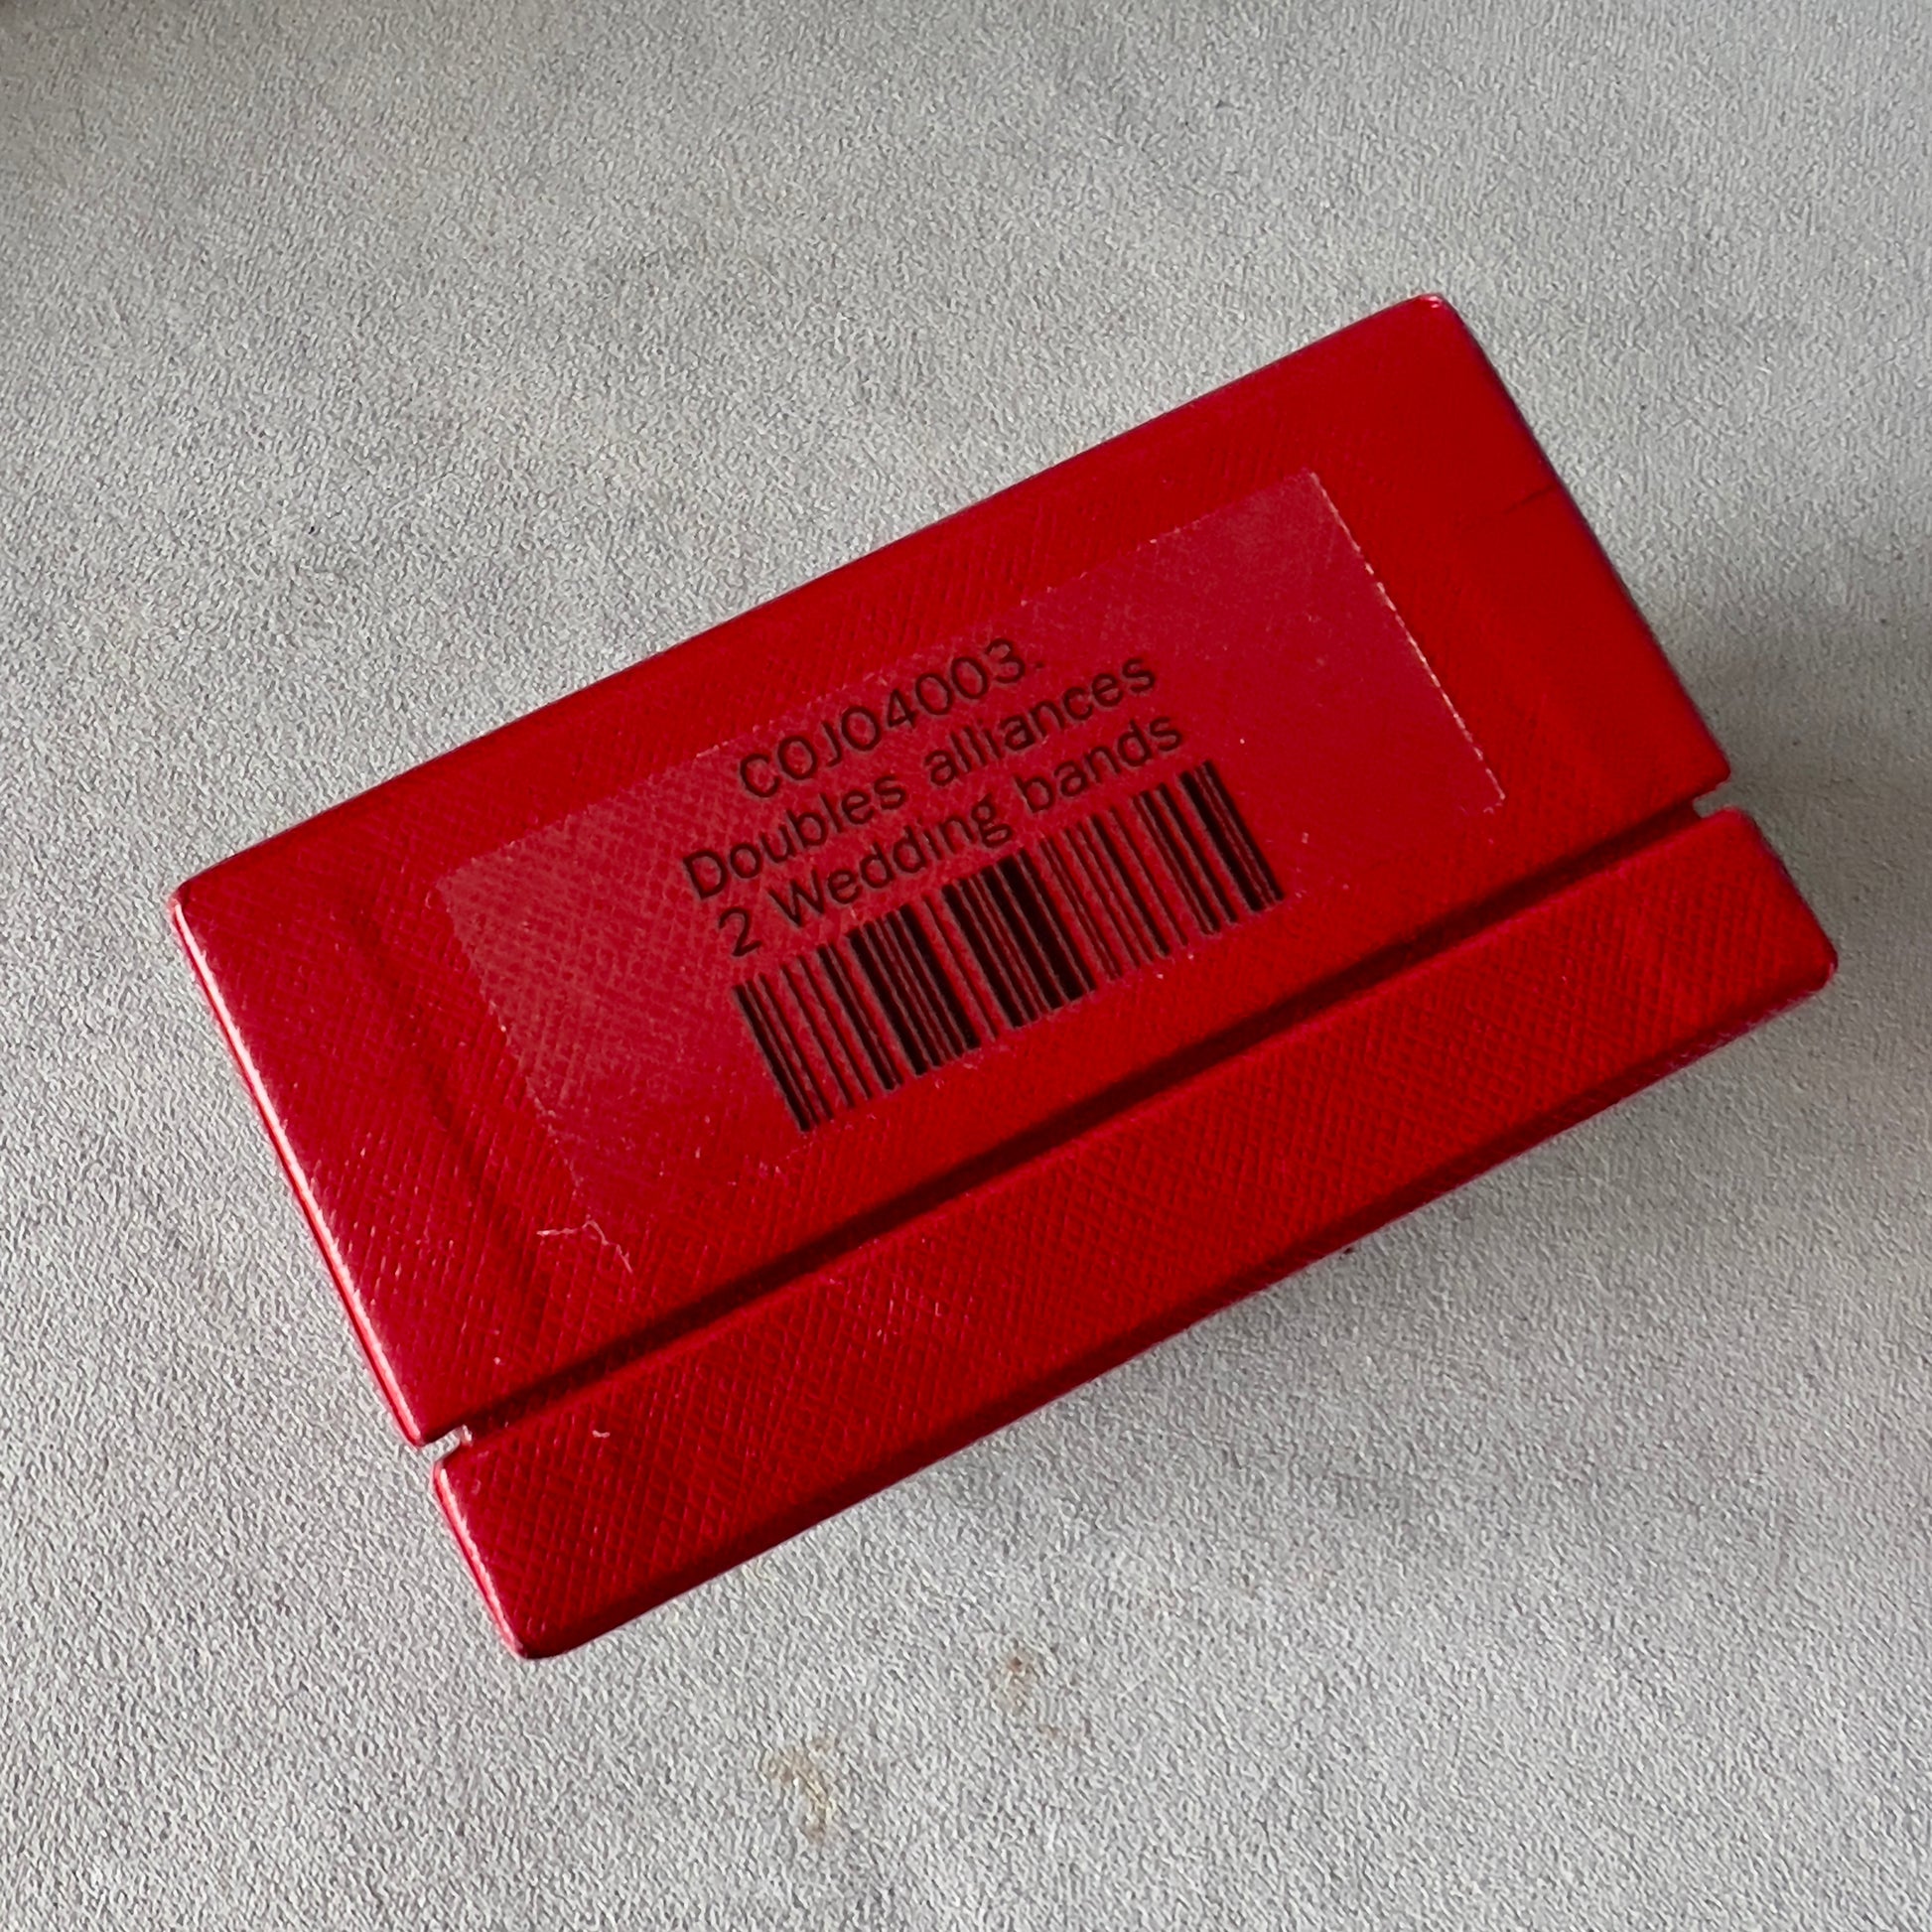 COJO4003.
Doubles alliances
2 Wedding bands